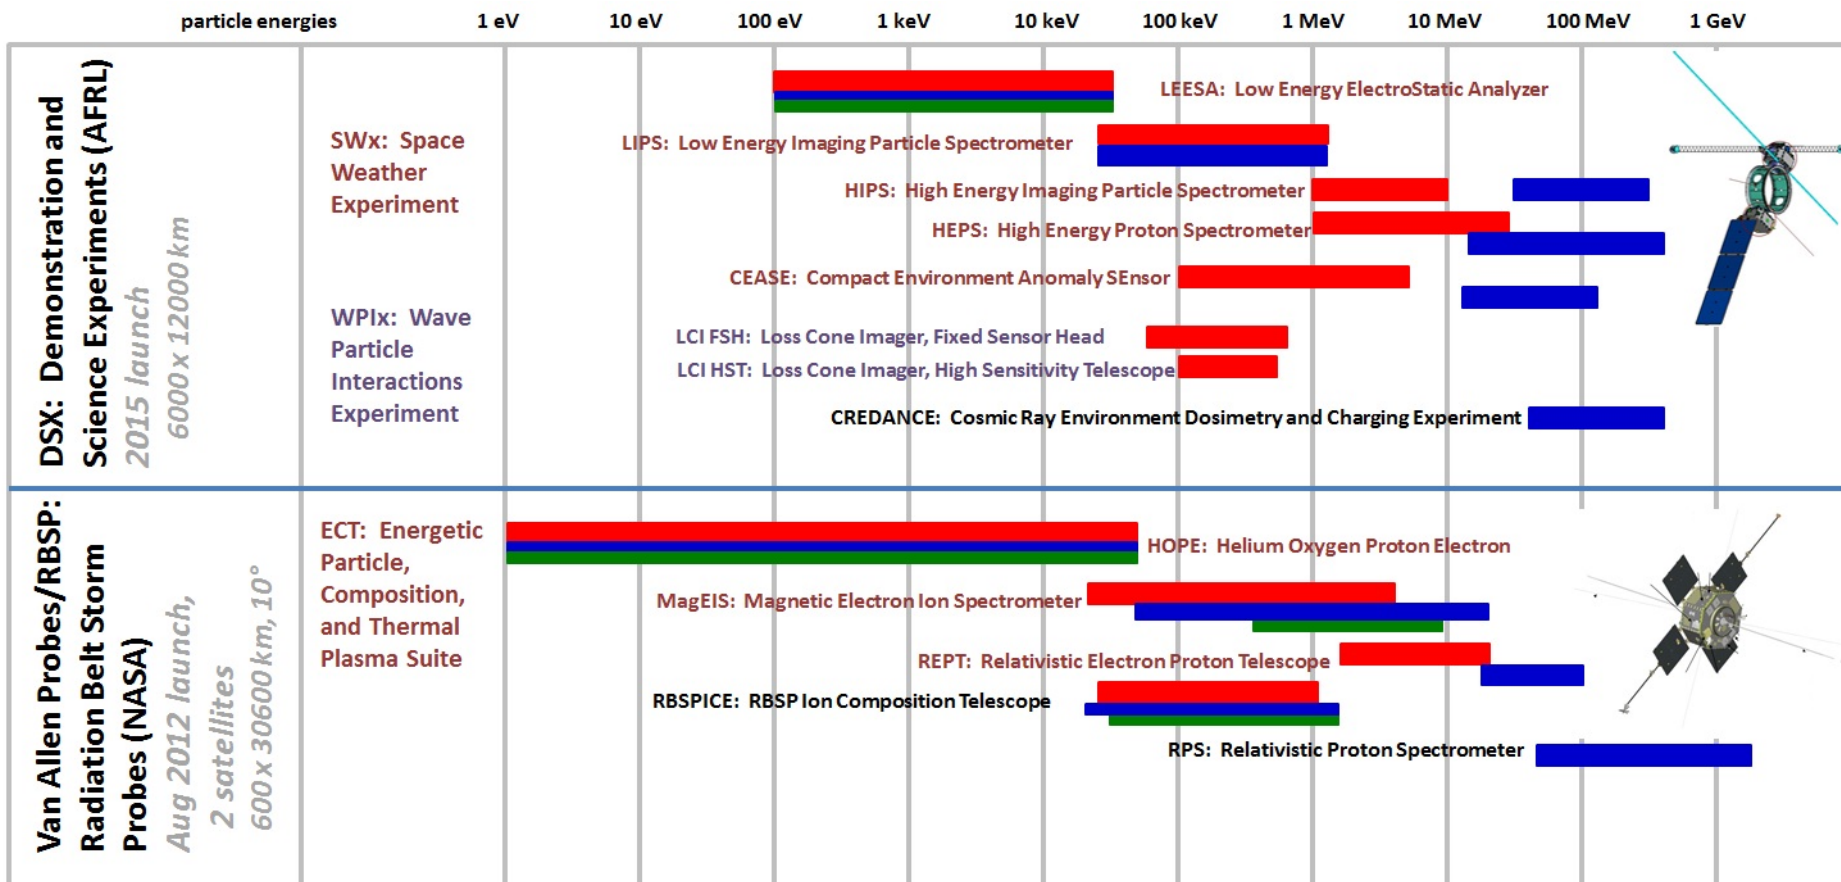 particle energies 1 eV 10 eV 100 eV 1 keV 10 keV 100 keV 1 MeV 10 MeV 100 MeV 1 GeV
DSX: Demonstration and
Science Experiments (AFRL)
2015 launch
6000 x 12000 km
SWx: Space
Weather
Experiment
WPIx: Wave
Particle
Interactions
Experiment
LEESA: Low Energy ElectroStatic Analyzer
LIPS: Low Energy Imaging Particle Spectrometer
HIPS: High Energy Imaging Particle Spectrometer
HEPS: High Energy Proton Spectrometer
CEASE: Compact Environment Anomaly SEnsor
LCI FSH: Loss Cone Imager, Fixed Sensor Head
LCI HST: Loss Cone Imager, High Sensitivity Telescope
CREDANCE: Cosmic Ray Environment Dosimetry and Charging Experiment
Van Allen Probes/RBSP:
Radiation Belt Storm
Probes (NASA)
Aug 2012 launch,
2 satellites
600 x 30600 km, 10°
ECT: Energetic
Particle,
Composition,
and Thermal
Plasma Suite
HOPE: Helium Oxygen Proton Electron
MagEIS: Magnetic Electron Ion Spectrometer
REPT: Relativistic Electron Proton Telescope
RBSPICE: RBSP Ion Composition Telescope
RPS: Relativistic Proton Spectrometer